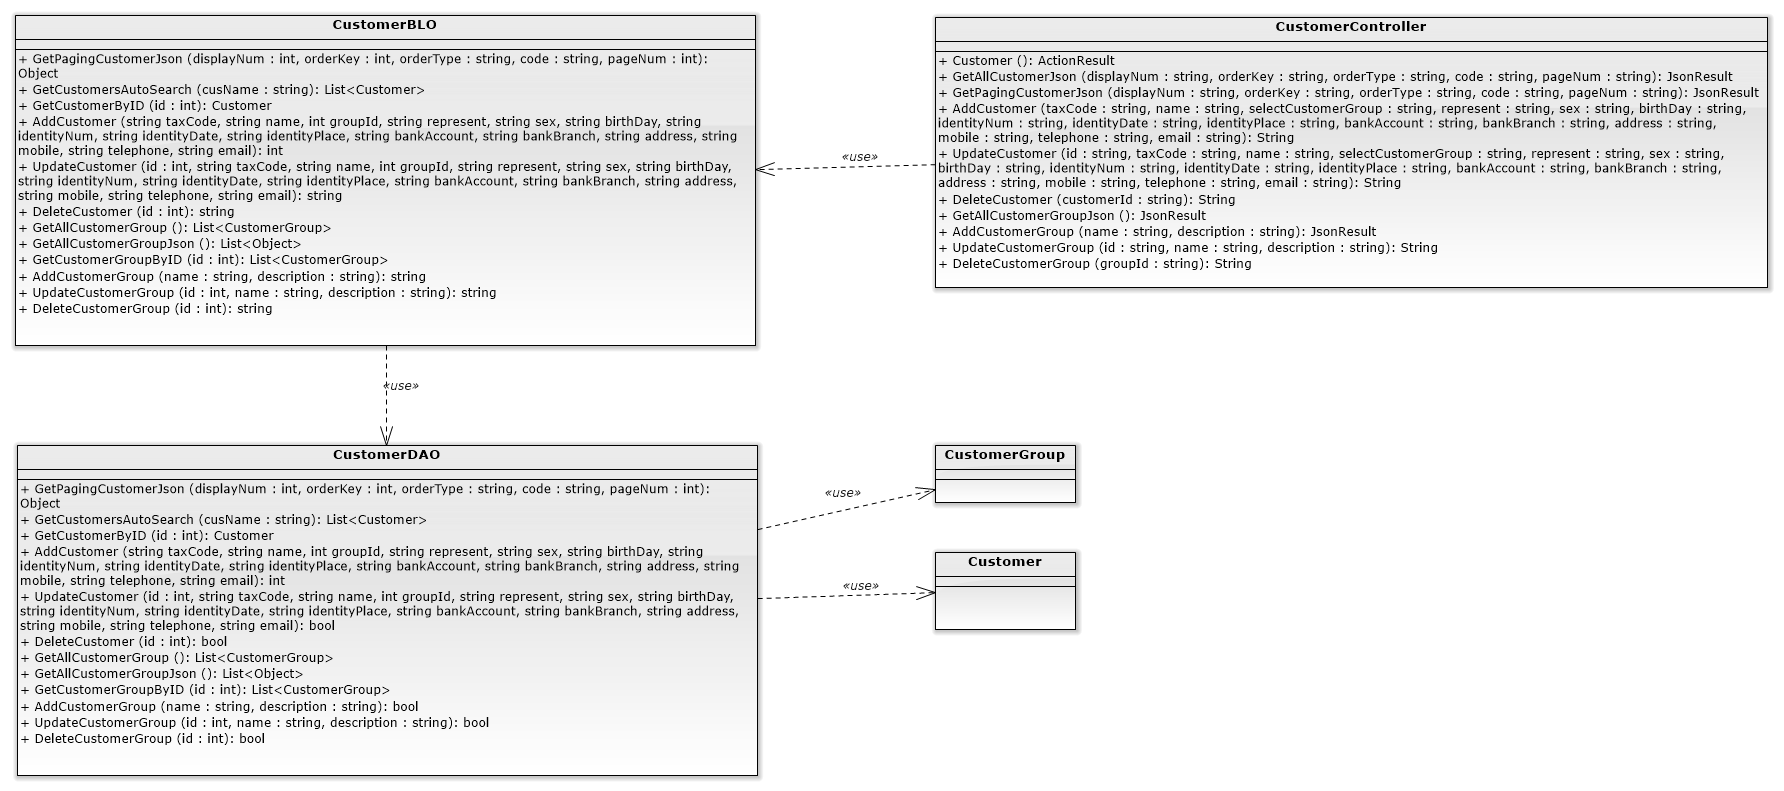 CustomerBLO
+ GetPagingCustomerJson (displayNum : int, orderKey : int, orderType : string, code : string, pageNum : int):
Object
+ GetCustomersAutoSearch (cusName : string): List<Customer>
+ GetCustomerByID (id : int): Customer
+ AddCustomer (string taxCode, string name, int groupId, string represent, string sex, string birthDay, string
identityNum, string identityDate, string identityPlace, string bankAccount, string bankBranch, string address, string
mobile, string telephone, string email): int
+ UpdateCustomer (id : int, string taxCode, string name, int groupId, string represent, string sex, string birthDay,
string identityNum, string identityDate, string identityPlace, string bankAccount, string bankBranch, string address,
string mobile, string telephone, string email): string
+ DeleteCustomer (id : int): string
+ GetAllCustomerGroup (): List<CustomerGroup>
+ GetAllCustomerGroupJson (): List<Object>
+ GetCustomerGroupByID (id : int): List<CustomerGroup>
+ AddCustomerGroup (name : string, description : string): string
+ UpdateCustomerGroup (id : int, name : string, description : string): string
+ DeleteCustomerGroup (id : int): string
«use»
CustomerController
+ Customer (): ActionResult
+ GetAllCustomerJson (displayNum : string, orderKey : string, orderType : string, code : string, pageNum : string): JsonResult
+ GetPagingCustomerJson (displayNum : string, orderKey : string, orderType : string, code : string, pageNum : string): JsonResult
+ AddCustomer (taxCode : string, name : string, selectCustomerGroup : string, represent : string, sex : string, birthDay : string,
identityNum : string, identityDate : string, identityPlace : string, bankAccount : string, bankBranch : string, address : string,
mobile : string, telephone : string, email : string): String
+ UpdateCustomer (id : string, taxCode : string, name : string, selectCustomerGroup : string, represent : string, sex : string,
birthDay : string, identityNum : string, identityDate : string, identityPlace : string, bankAccount : string, bankBranch : string,
address : string, mobile : string, telephone : string, email : string): String
+ DeleteCustomer (customerId : string): String
+ GetAllCustomerGroupJson (): JsonResult
+ AddCustomerGroup (name : string, description : string): JsonResult
+ UpdateCustomerGroup (id : string, name : string, description : string): String
+ DeleteCustomerGroup (groupId : string): String
«use»
CustomerDAO
+ GetPagingCustomerJson (displayNum : int, orderKey : int, orderType : string, code : string, pageNum : int):
Object
+ GetCustomersAutoSearch (cusName : string): List<Customer>
+ GetCustomerByID (id : int): Customer
+ AddCustomer (string taxCode, string name, int groupId, string represent, string sex, string birthDay, string
identityNum, string identityDate, string identityPlace, string bankAccount, string bankBranch, string address, string
mobile, string telephone, string email): int
+ UpdateCustomer (id : int, string taxCode, string name, int groupId, string represent, string sex, string birthDay,
string identityNum, string identityDate, string identityPlace, string bankAccount, string bankBranch, string address,
string mobile, string telephone, string email): bool
+ DeleteCustomer (id : int): bool
+ GetAllCustomerGroup (): List<CustomerGroup>
+ GetAllCustomerGroupJson (): List<Object>
+ GetCustomerGroupByID (id : int): List<CustomerGroup>
+ AddCustomerGroup (name : string, description : string): bool
+ UpdateCustomerGroup (id : int, name : string, description : string): bool
+ DeleteCustomerGroup (id : int): bool
«use»
CustomerGroup
«use»
Customer